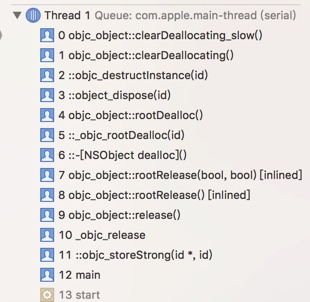 Thread 1 Queue: com.apple.main-thread (serial)
0 objc_object::clearDeallocating_slow()
1 objc_object::clearDeallocating()
2 ::objc_destructInstance(id)
3 ::object_dispose(id)
4 objc_object::rootDealloc()
5 ::_objc_rootDealloc(id)
6 ::-[NSObject dealloc]()
7 objc_object::rootRelease(bool, bool) [inlined]
8 objc_object::rootRelease() [inlined]
9 objc_object::release()
10 _objc_release
11 ::objc_storeStrong(id *, id)
12 main
13 start